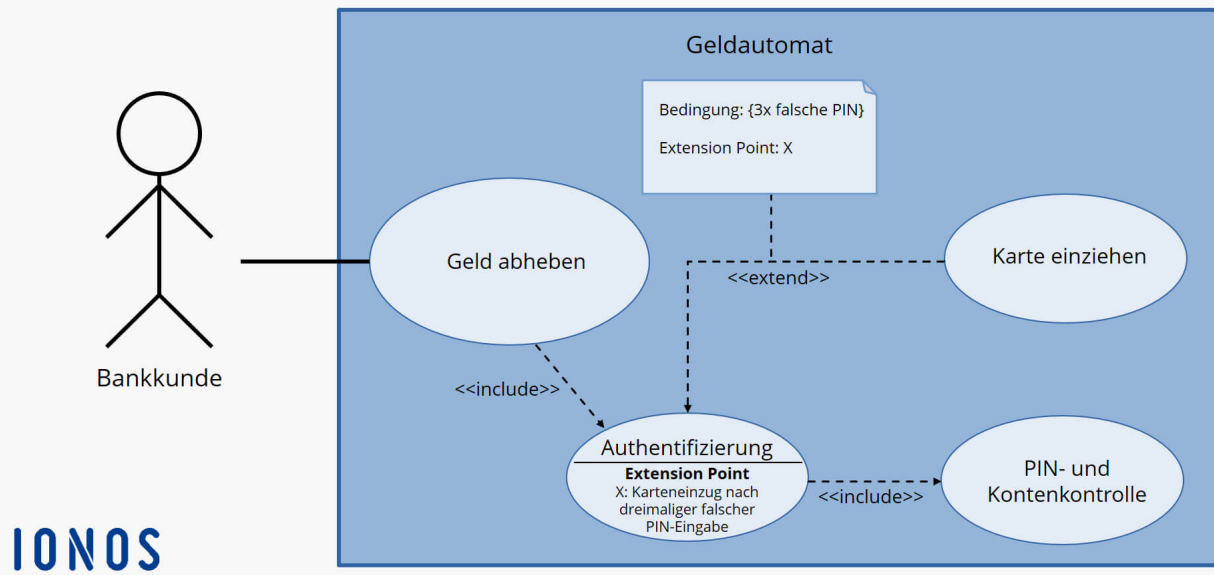 Geldautomat
Bedingung: {3x falsche PIN}
Extension Point: X
Geld abheben
Karte einziehen
<<extend>>
Bankkunde
<<include>>
Authentifizierung
Extension Point
X: Karteneinzug nach
dreimaliger falscher
PIN-Eingabe
<<include>>
PIN- und
Kontenkontrolle
IONOS